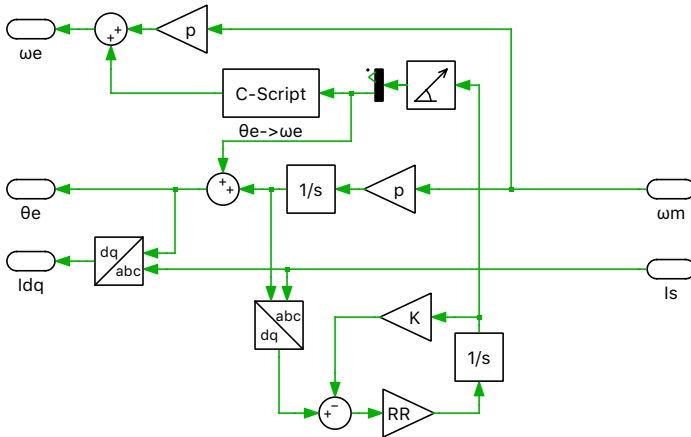 p
ωe
C-Script
θe->ωe
1/s
p
θe
ωm
dq
abc
Idq
Is
abc
dq
K
1/s
RR